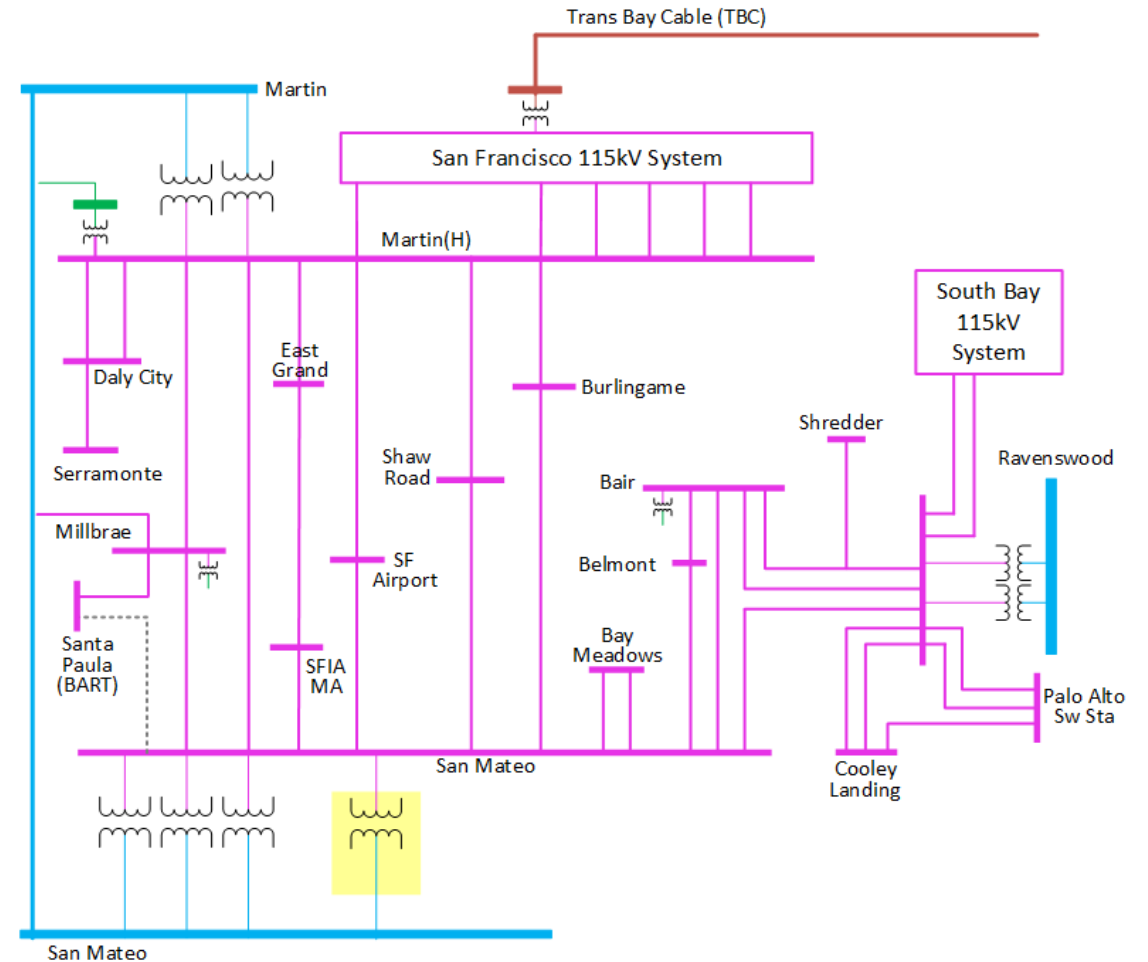 Trans Bay Cable (TBC)
Martin
San Francisco 115kV System
Martin(H)
South Bay
115kV
System
East
Grand
Daly City
Burlingame
Shredder
Ravenswood
Shaw
Road
Serramonte
Bair
Millbrae
SF
Airport
Belmont
Santa
Paula
(BART)
Bay
Meadows
SFIA
MA
Palo Alto
Sw Sta
San Mateo
Cooley
Landing
San Mateo